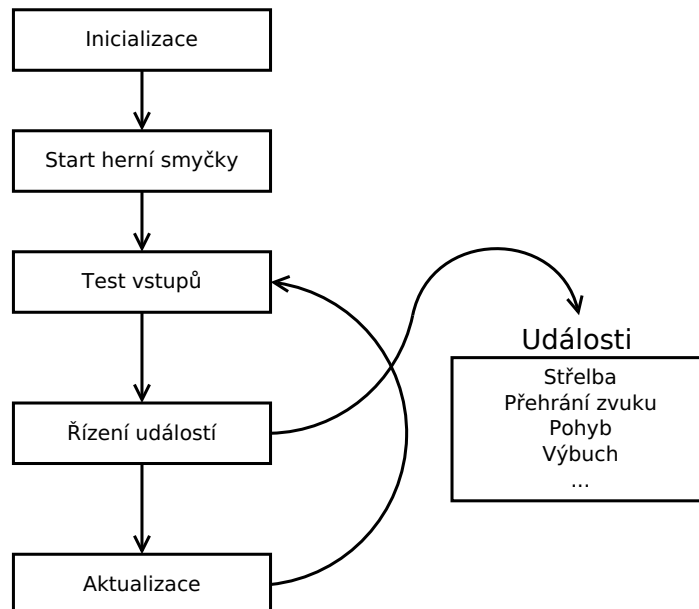 Inicializace
Start herní smyčky
Test vstupů
Řízení událostí
Aktualizace
Události
Střelba
Přehrání zvuku
Pohyb
Výbuch
...